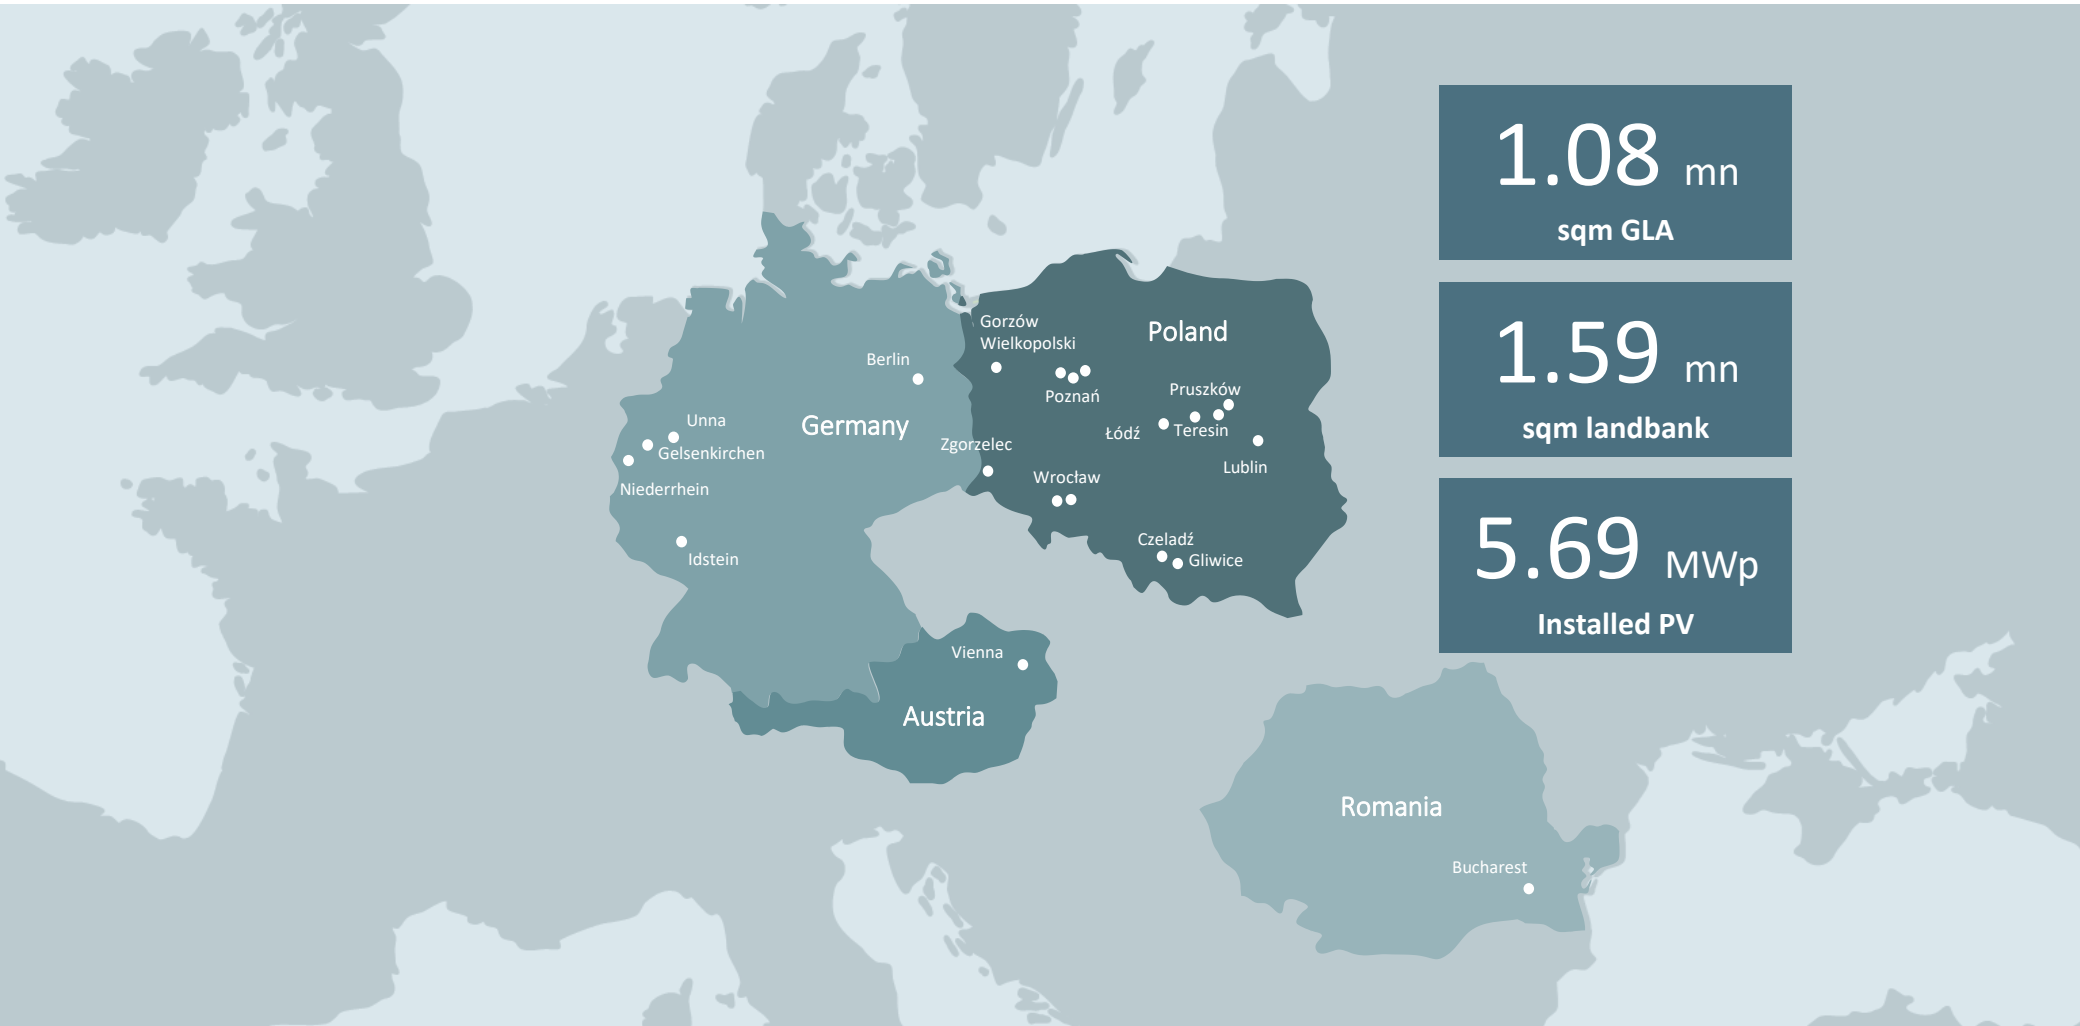 1.08 mn
sqm GLA
1.59 mn
sqm landbank
5.69 MWp
Installed PV
Germany
Berlin
Unna
Gelsenkirchen
Niederrhein
Idstein
Poland
Gorzów
Wielkopolski
Poznań
Pruszków
Łódź
Teresin
Zgorzelec
Lublin
Wrocław
Czeladź
Gliwice
Vienna
Austria
Romania
Bucharest